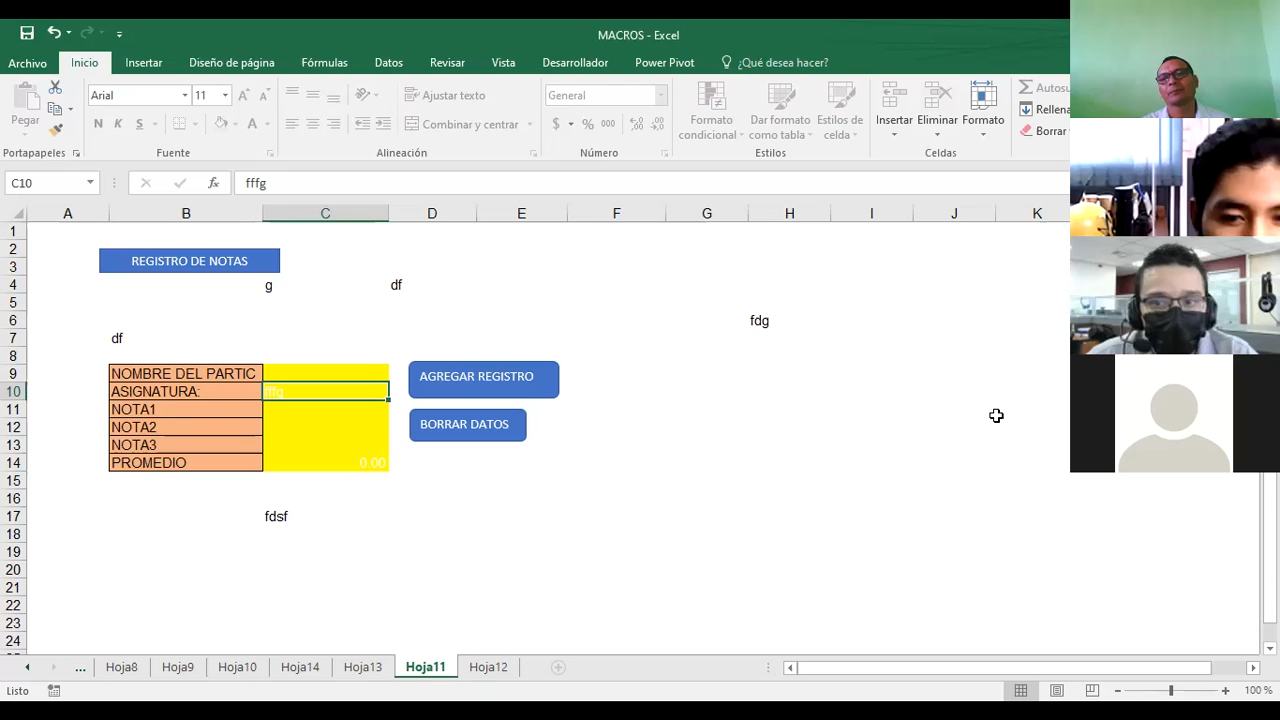 MACROS - Excel
Archivo Inicio Insertar Diseño de página Fórmulas Datos Revisar Vista Desarrollador Power Pivot ¿Qué desea hacer?
Pegar
Arial 11 A A
N K S A
Ajustar texto
Combinar y centrar
General
$ % 000
Formato condicional
Dar formato como tabla
Estilos de celda
Insertar Eliminar Formato
Autosu
Rellena
Borrar
Portapapeles Fuente Alineación Número Estilos Celdas
C10 fx fffg
A B C D E F G H I J K
1
2
REGISTRO DE NOTAS
3
4 g df
5
6 fdg
7 df
8
9 NOMBRE DEL PARTIC AGREGAR REGISTRO
10 ASIGNATURA: fffg
11 NOTA1
12 NOTA2 BORRAR DATOS
13 NOTA3
14 PROMEDIO 0.00
15
16
17 fdsf
18
19
20
21
22
23
24
... Hoja8 Hoja9 Hoja10 Hoja14 Hoja13 Hoja11 Hoja12
Listo 100 %